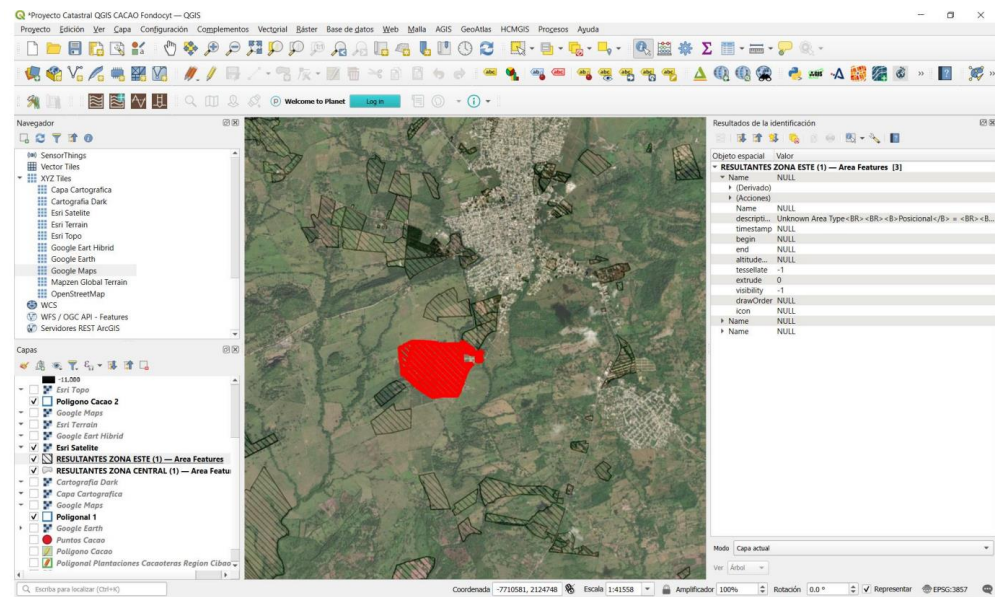 *Proyecto Catastral QGIS CACAO Fondocyt — QGIS
Proyecto Edición Ver Capa Configuración Complementos Vectorial Ráster Base de datos Web Malla AGIS GeoAtlas HCMGIS Procesos Ayuda
Welcome to Planet Log in
Navegador
SensorThings
Vector Tiles
XYZ Tiles
Capa Cartografica
Cartografia Dark
Esri Satelite
Esri Terrain
Esri Topo
Google Eart Hibrid
Google Earth
Google Maps
Mapzen Global Terrain
OpenStreetMap
WCS
WFS / OGC API - Features
Servidores REST ArcGIS
Capas
-11.000
Esri Topo
Poligono Cacao 2
Google Maps
Esri Terrain
Google Eart Hibrid
Esri Satelite
RESULTANTES ZONA ESTE (1) — Area Features
RESULTANTES ZONA CENTRAL (1) — Area Featu
Cartografia Dark
Capa Cartografica
Google Maps
Poligonal 1
Google Earth
Puntos Cacao
Poligono Cacao
Poligonal Plantaciones Cacaoteras Region Cibao
Resultados de la identificación
Objeto espacial Valor
RESULTANTES ZONA ESTE (1) — Area Features [3]
Name NULL
(Derivado)
(Acciones)
Name NULL
descripti... Unknown Area Type<BR><BR><B>Posicional</B> = <BR><B...
timestamp NULL
begin NULL
end NULL
altitude... NULL
tessellate -1
extrude 0
visibility -1
drawOrder NULL
icon NULL
Name NULL
Name NULL
Modo Capa actual
Ver Árbol
Escriba para localizar (Ctrl+K) Coordenada -7710581, 2124748 Escala 1:41558 Amplificador 100% Rotación 0.0 ° Representar EPSG:3857